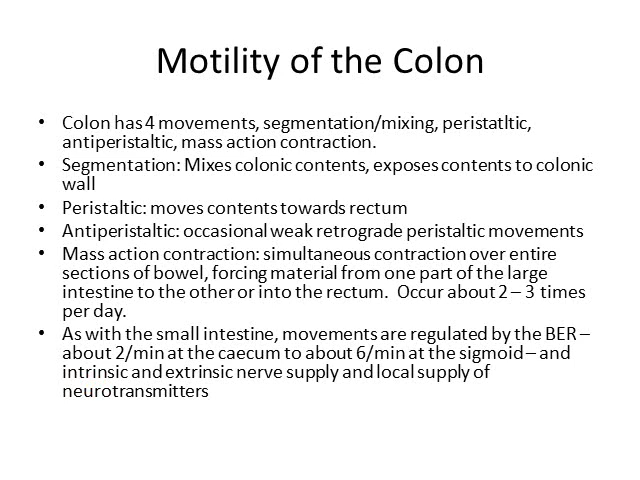 Motility of the Colon
• Colon has 4 movements, segmentation/mixing, peristatltic,
antiperistaltic, mass action contraction.
• Segmentation: Mixes colonic contents, exposes contents to colonic
wall
• Peristaltic: moves contents towards rectum
• Antiperistaltic: occasional weak retrograde peristaltic movements
• Mass action contraction: simultaneous contraction over entire
sections of bowel, forcing material from one part of the large
intestine to the other or into the rectum.  Occur about 2 – 3 times
per day.
• As with the small intestine, movements are regulated by the BER –
about 2/min at the caecum to about 6/min at the sigmoid – and
intrinsic and extrinsic nerve supply and local supply of
neurotransmitters